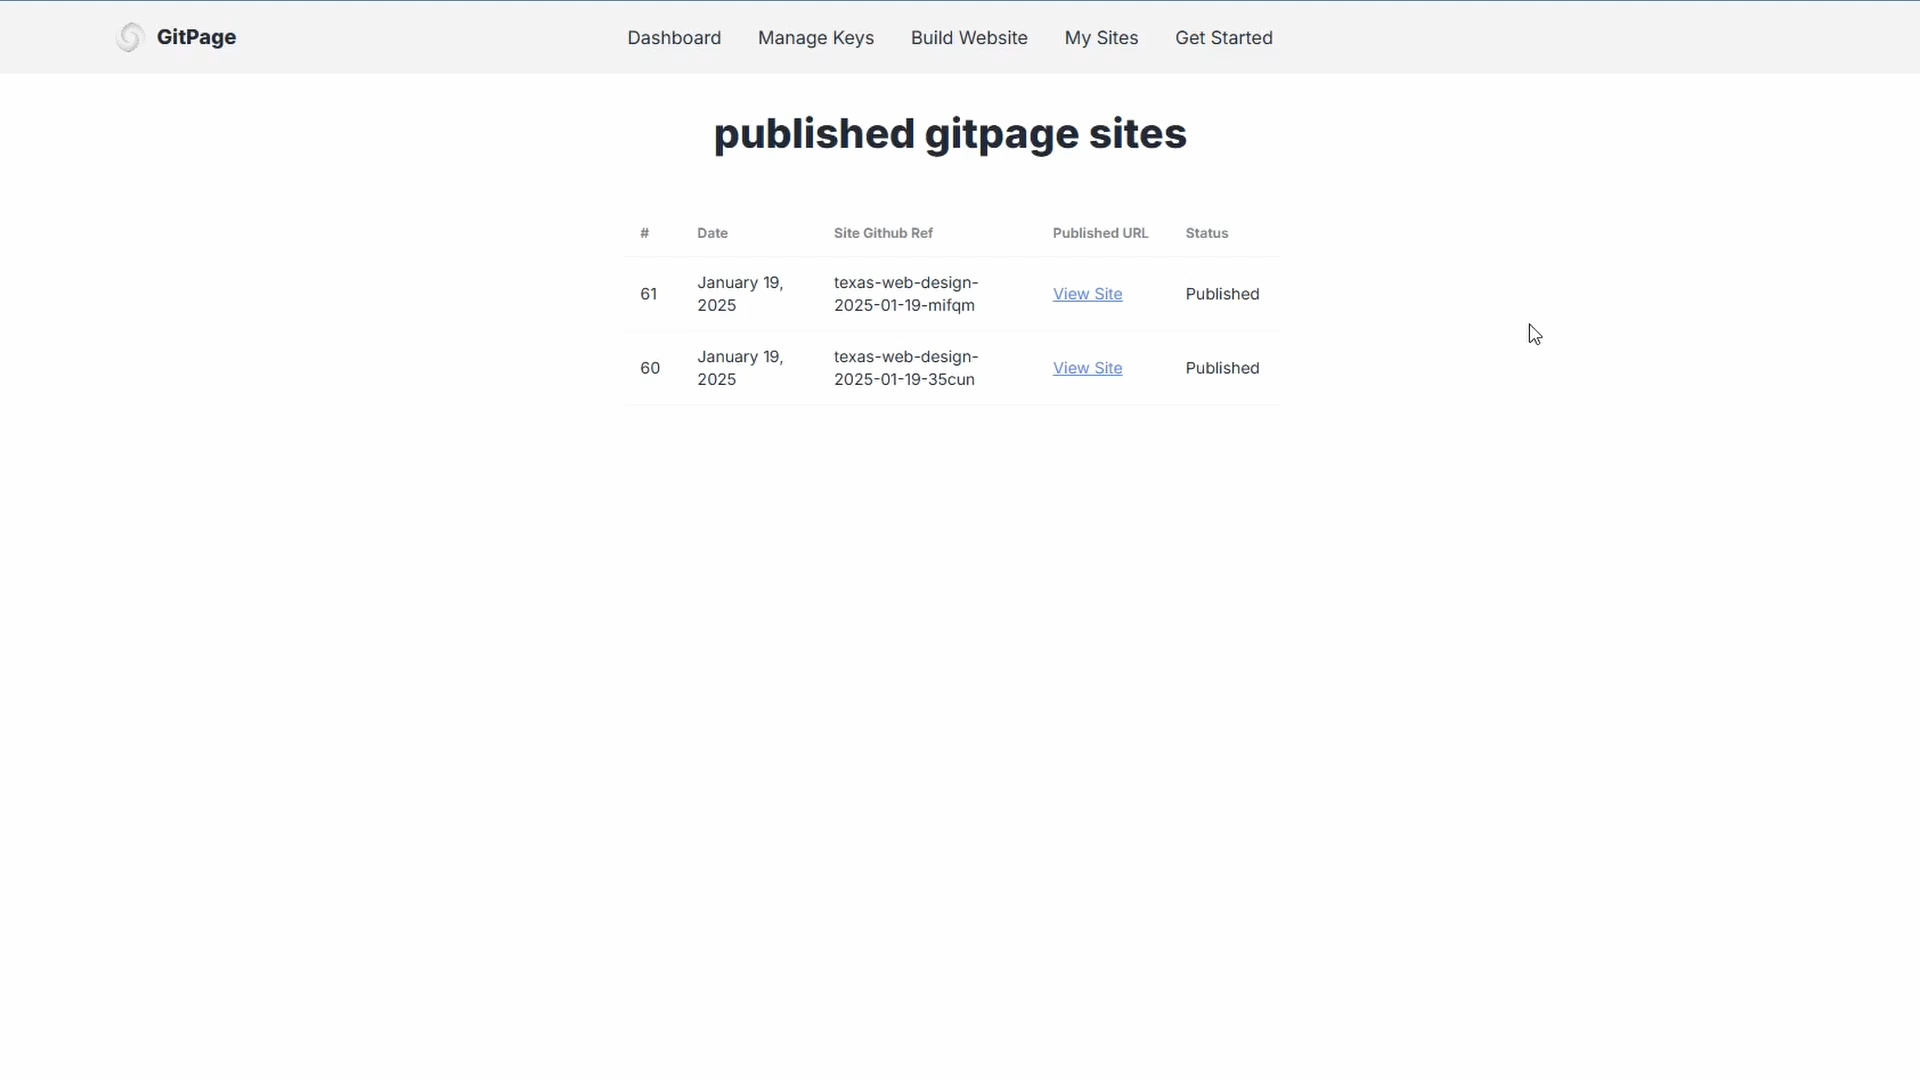 GitPage
Dashboard Manage Keys Build Website My Sites Get Started
published gitpage sites
# Date Site Github Ref Published URL Status
61 January 19, 2025 texas-web-design-2025-01-19-mifqm View Site Published
60 January 19, 2025 texas-web-design-2025-01-19-35cun View Site Published